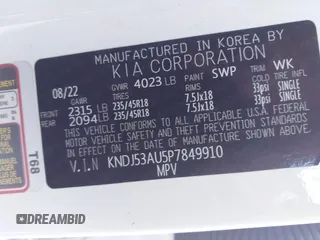 MANUFACTURED IN KOREA BY
KIA CORPORATION
08/22 GVWR 4023 LB PAINT SWP TRIM WK
GAWR TIRES RIMS COLD TIRE PRESSURE
FRONT 2315 LB 235/45R18 7.5Jx18 33psi SINGLE
REAR 2094 LB 235/45R18 7.5Jx18 33psi SINGLE
THIS VEHICLE CONFORMS TO ALL APPLICABLE U.S.A. FEDERAL
MOTOR VEHICLE SAFETY, BUMPER, AND THEFT PREVENTION
STANDARDS IN EFFECT ON THE DATE OF MANUFACTURE SHOWN ABOVE.
V.I.N KNDJ53AU5P7849910
MPV
T68
DREAMBID